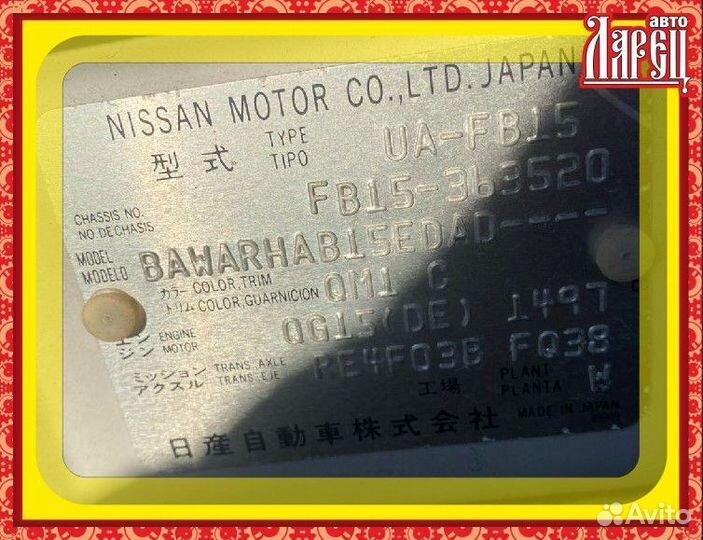 авто
ЛАРЕЦ
NISSAN MOTOR CO.,LTD. JAPAN
型式 TYPE TIPO UA-FB15
CHASSIS NO. NO.DECHASIS FB15-363520
MODEL MODELO BAWARHAB15EDAD----
カラー COLOR,TRIM トリム COLOR GUARNICION QM1 C
エンジン ENGINE MOTOR QG15(DE) 1497
ミッション アクスル TRANS. AXLE TRANS. EJE RE4F03B FQ38
工場 PLANT PLANTA W
日産自動車株式会社 MADE IN JAPAN
Avito